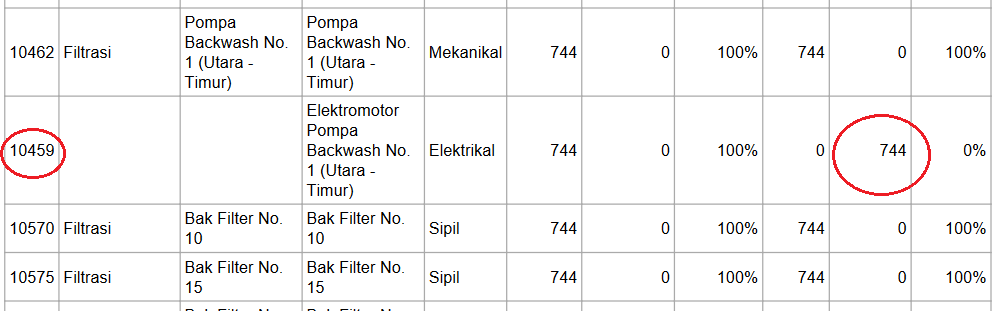 10462 Filtrasi Pompa Backwash No. 1 (Utara - Timur) Pompa Backwash No. 1 (Utara - Timur) Mekanikal 744 0 100% 744 0 100%
10459 Elektromotor Pompa Backwash No. 1 (Utara - Timur) Elektrikal 744 0 100% 0 744 0%
10570 Filtrasi Bak Filter No. 10 Bak Filter No. 10 Sipil 744 0 100% 744 0 100%
10575 Filtrasi Bak Filter No. 15 Bak Filter No. 15 Sipil 744 0 100% 744 0 100%